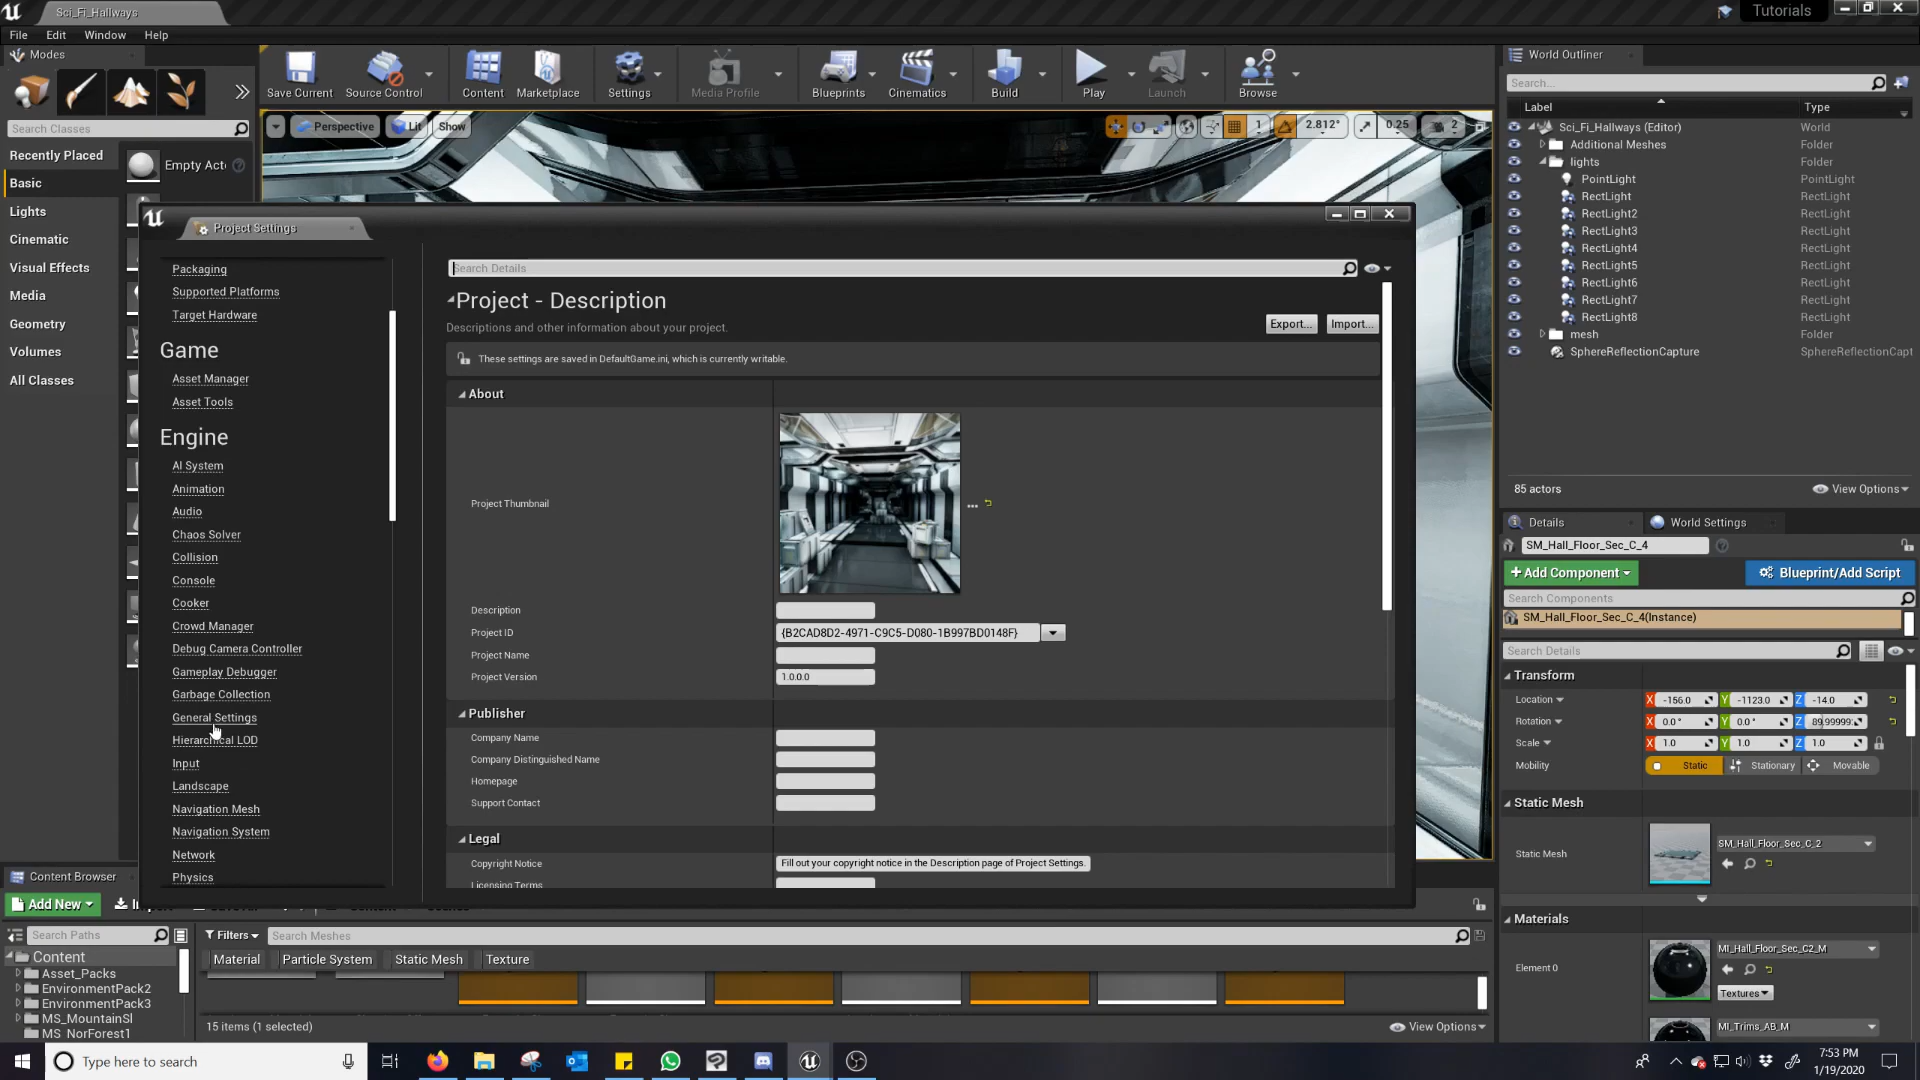 Sci_Fi_Hallways
Tutorials
File Edit Window Help
Modes
Save Current
Source Control
Content
Marketplace
Settings
Media Profile
Blueprints
Cinematics
Build
Play
Launch
Browse
Search Classes
Recently Placed
Basic
Lights
Cinematic
Visual Effects
Media
Geometry
Volumes
All Classes
Empty Act
Perspective
Lit
Show
1
2.812°
0.25
2
Project Settings
Packaging
Supported Platforms
Target Hardware
Game
Asset Manager
Asset Tools
Engine
AI System
Animation
Audio
Chaos Solver
Collision
Console
Cooker
Crowd Manager
Debug Camera Controller
Gameplay Debugger
Garbage Collection
General Settings
Hierarchical LOD
Input
Landscape
Navigation Mesh
Navigation System
Network
Physics
Search Details
Project - Description
Descriptions and other information about your project.
Export...
Import...
These settings are saved in DefaultGame.ini, which is currently writable.
About
Project Thumbnail
Description
Project ID {B2CAD8D2-4971-C9C5-D080-1B997BD0148F}
Project Name
Project Version 1.0.0.0
Publisher
Company Name
Company Distinguished Name
Homepage
Support Contact
Legal
Copyright Notice Fill out your copyright notice in the Description page of Project Settings.
Licensing Terms
World Outliner
Search...
Label Type
Sci_Fi_Hallways (Editor) World
Additional Meshes Folder
lights Folder
PointLight PointLight
RectLight RectLight
RectLight2 RectLight
RectLight3 RectLight
RectLight4 RectLight
RectLight5 RectLight
RectLight6 RectLight
RectLight7 RectLight
RectLight8 RectLight
mesh Folder
SphereReflectionCapture SphereReflectionCapt
85 actors
View Options
Details
World Settings
SM_Hall_Floor_Sec_C_4
+Add Component
Blueprint/Add Script
Search Components
SM_Hall_Floor_Sec_C_4(Instance)
Search Details
Transform
Location X -156.0 Y -1123.0 Z -14.0
Rotation X 0.0 ° Y 0.0 ° Z 89.99999
Scale X 1.0 Y 1.0 Z 1.0
Mobility Static Stationary Movable
Static Mesh
Static Mesh SM_Hall_Floor_Sec_C_2
Materials
Element 0 MI_Hall_Floor_Sec_C2_M
Textures
MI_Trims_AB_M
Content Browser
Add New
Search Paths
Content
Asset_Packs
EnvironmentPack2
EnvironmentPack3
MS_MountainSl
MS_NorForest1
Filters
Search Meshes
Material
Particle System
Static Mesh
Texture
15 items (1 selected)
View Options
Type here to search
7:53 PM
1/19/2020